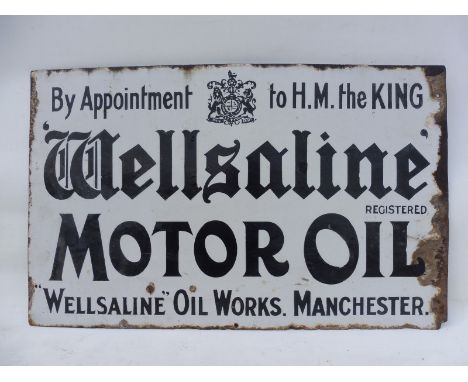 By Appointment to H.M. the KING
'Wellsaline'
REGISTERED
MOTOR OIL
"WELLSALINE" OIL WORKS. MANCHESTER.